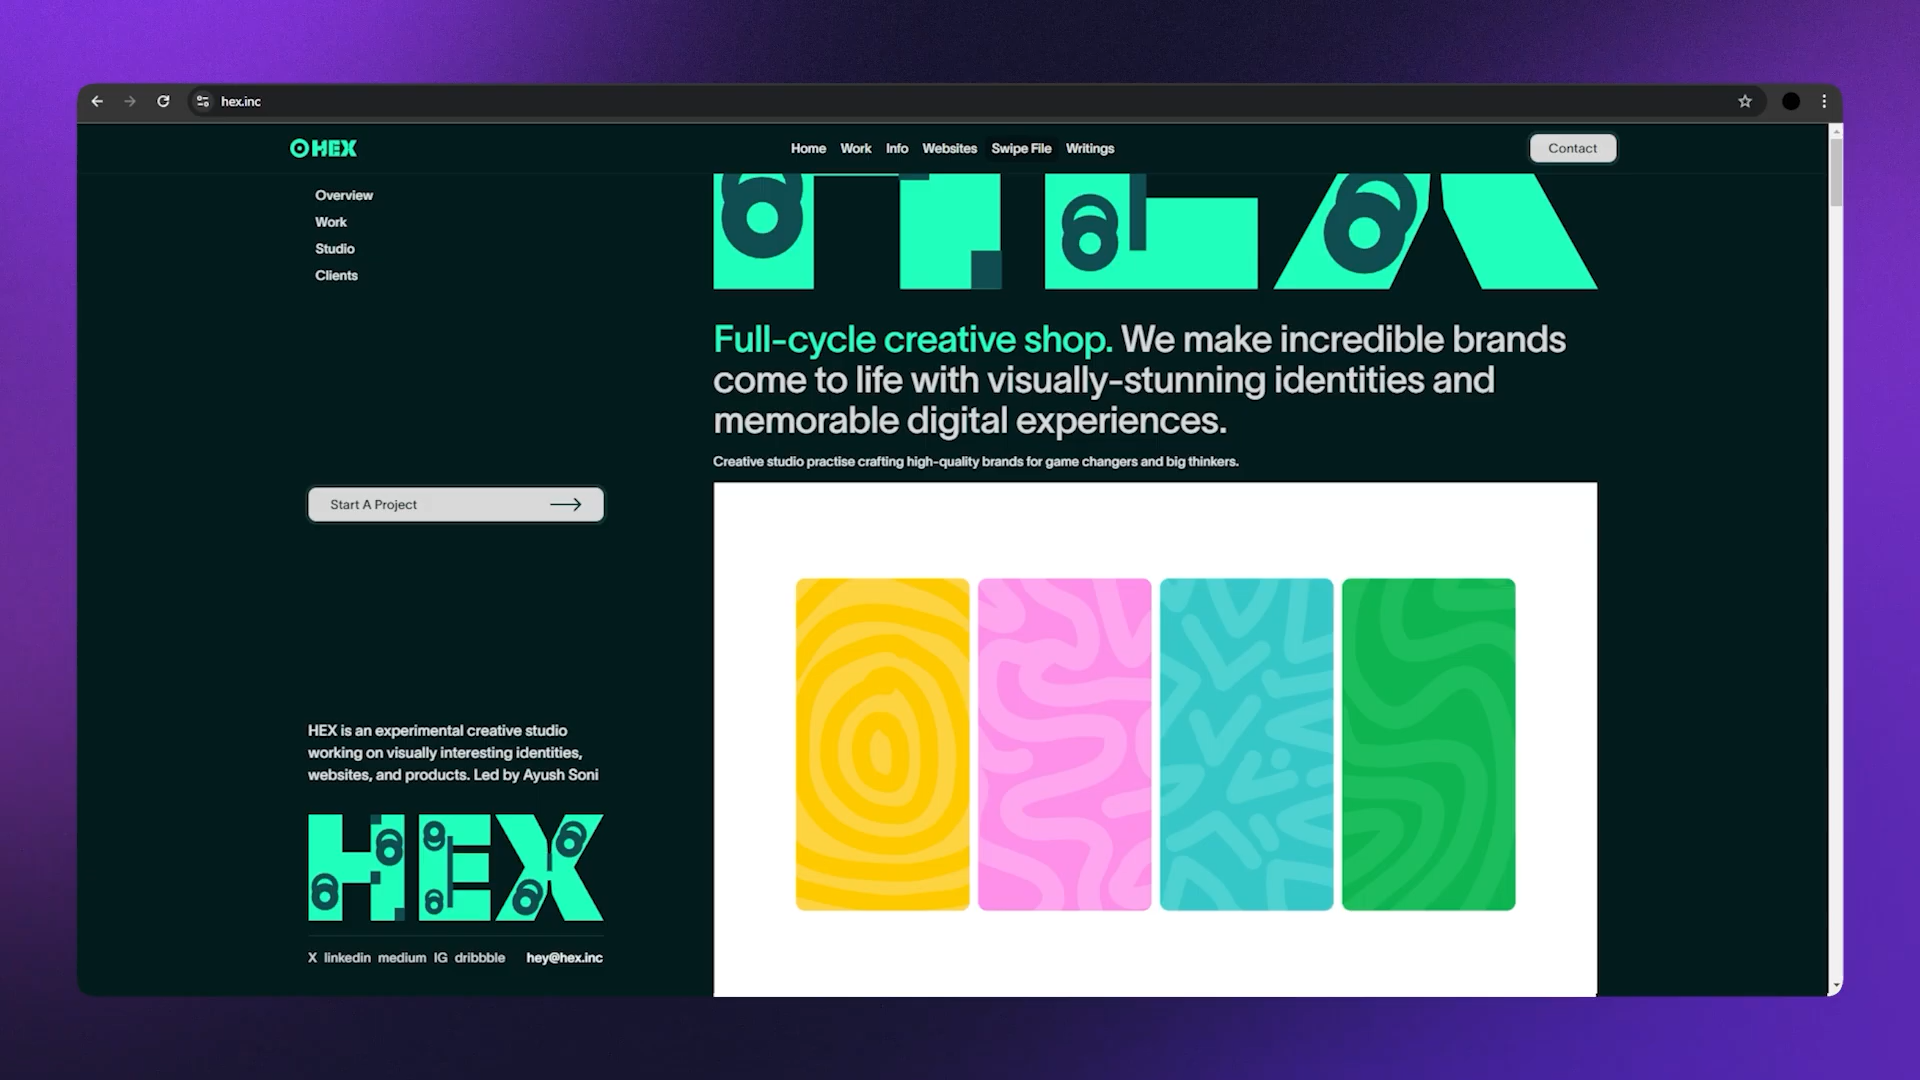 hex.inc
HEX
Home Work Info Websites Swipe File Writings
Contact
Overview
Work
Studio
Clients
HEX
Full-cycle creative shop. We make incredible brands
come to life with visually-stunning identities and
memorable digital experiences.
Creative studio practise crafting high-quality brands for game changers and big thinkers.
Start A Project
HEX is an experimental creative studio
working on visually interesting identities,
websites, and products. Led by Ayush Soni
HEX
X linkedin medium IG dribbble hey@hex.inc